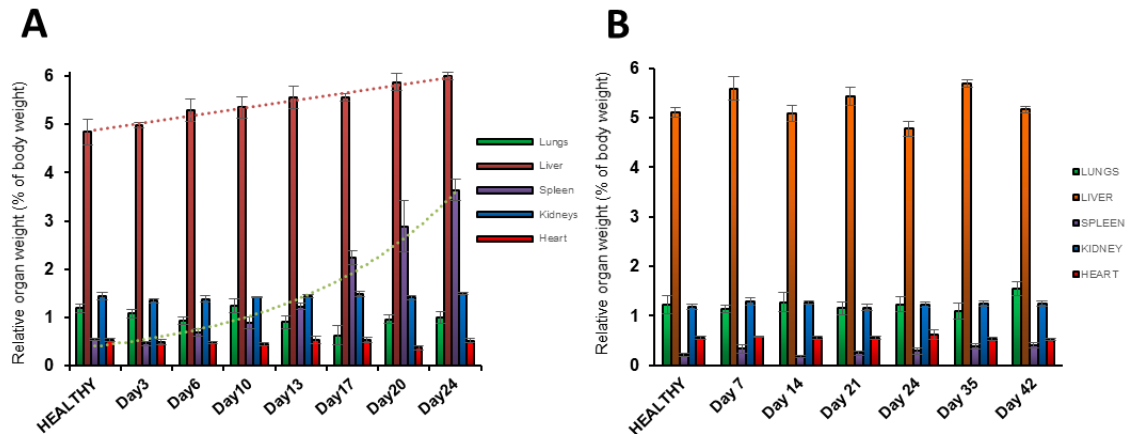 A
Relative organ weight (% of body weight)
6
5
4
3
2
1
0
HEALTHY
Day3
Day6
Day10
Day13
Day17
Day20
Day24
Lungs
Liver
Spleen
Kidneys
Heart
B
Relative organ weight (% of body weight)
6
5
4
3
2
1
0
HEALTHY
Day 7
Day 14
Day 21
Day 24
Day 35
Day 42
LUNGS
LIVER
SPLEEN
KIDNEY
HEART